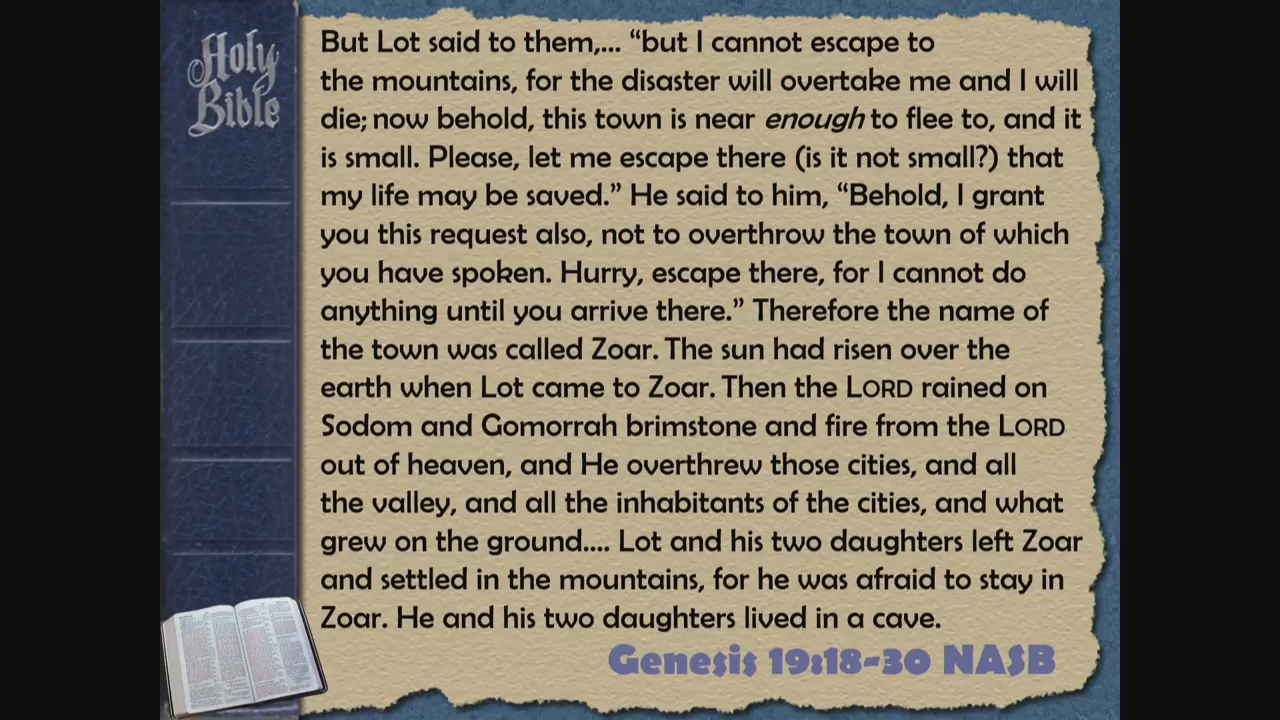 Holy
Bible
But Lot said to them,... “but I cannot escape to
the mountains, for the disaster will overtake me and I will
die; now behold, this town is near enough to flee to, and it
is small. Please, let me escape there (is it not small?) that
my life may be saved.” He said to him, “Behold, I grant
you this request also, not to overthrow the town of which
you have spoken. Hurry, escape there, for I cannot do
anything until you arrive there.” Therefore the name of
the town was called Zoar. The sun had risen over the
earth when Lot came to Zoar. Then the LORD rained on
Sodom and Gomorrah brimstone and fire from the LORD
out of heaven, and He overthrew those cities, and all
the valley, and all the inhabitants of the cities, and what
grew on the ground.... Lot and his two daughters left Zoar
and settled in the mountains, for he was afraid to stay in
Zoar. He and his two daughters lived in a cave.
Genesis 19:18-30 NASB